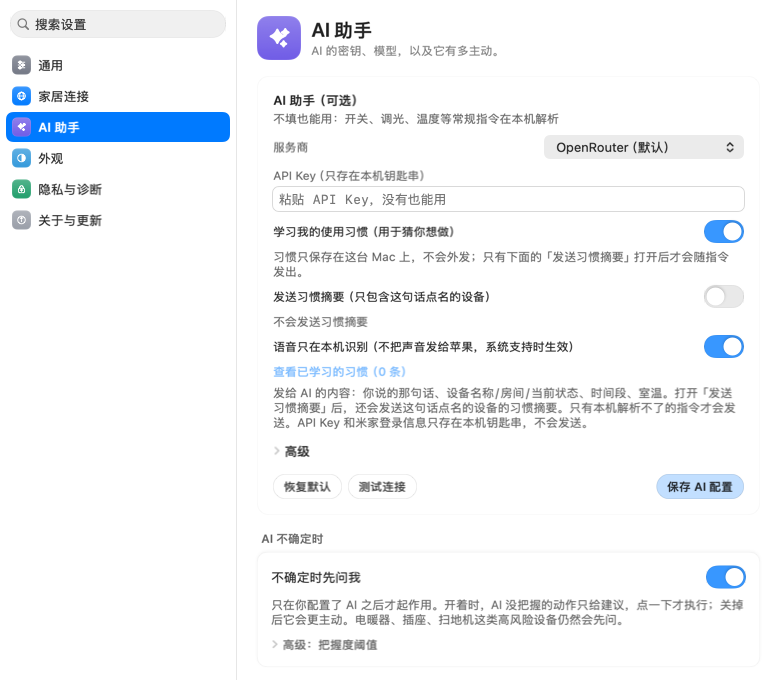 搜索设置
通用
家居连接
AI 助手
外观
隐私与诊断
关于与更新
AI 助手
AI 的密钥、模型，以及它有多主动。
AI 助手（可选）
不填也能用：开关、调光、温度等常规指令在本机解析
服务商
OpenRouter（默认）
API Key（只存在本机钥匙串）
粘贴 API Key，没有也能用
学习我的使用习惯（用于猜你想做）
习惯只保存在这台 Mac 上，不会外发；只有下面的「发送习惯摘要」打开后才会随指令
发出。
发送习惯摘要（只包含这句话点名的设备）
不会发送习惯摘要
语音只在本机识别（不把声音发给苹果，系统支持时生效）
查看已学习的习惯（0 条）
发给 AI 的内容：你说的那句话、设备名称/房间/当前状态、时间段、室温。打开「发送
习惯摘要」后，还会发送这句话点名的设备的习惯摘要。只有本机解析不了的指令才会发
送。API Key 和米家登录信息只存在本机钥匙串，不会发送。
高级
恢复默认
测试连接
保存 AI 配置
AI 不确定时
不确定时先问我
只在你配置了 AI 之后才起作用。开着时，AI 没把握的动作只给建议，点一下才执行；关掉
后它会更主动。电暖器、插座、扫地机这类高风险设备仍然会先问。
高级：把握度阈值